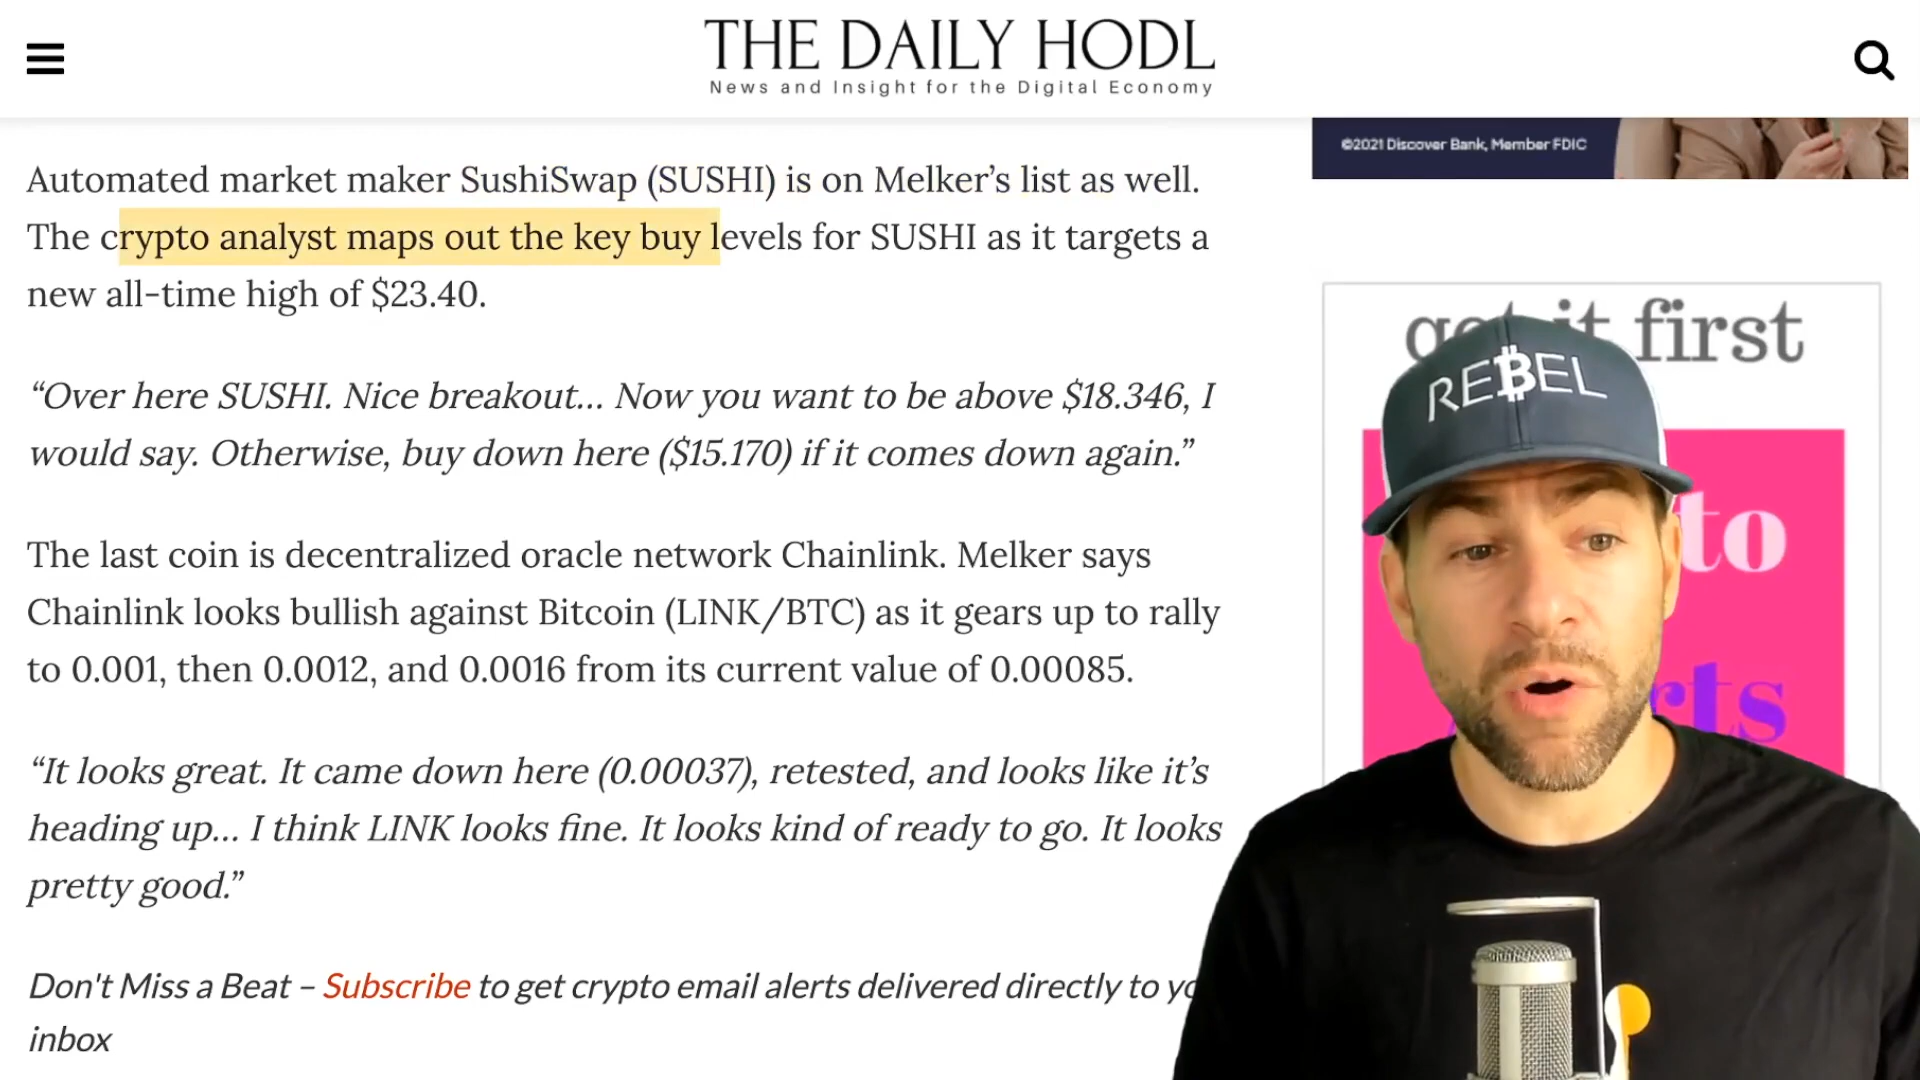 THE DAILY HODL
News and Insight for the Digital Economy
©2021 Discover Bank, Member FDIC
Automated market maker SushiSwap (SUSHI) is on Melker’s list as well.
The crypto analyst maps out the key buy levels for SUSHI as it targets a
new all-time high of $23.40.
“Over here SUSHI. Nice breakout... Now you want to be above $18.346, I
would say. Otherwise, buy down here ($15.170) if it comes down again.”
The last coin is decentralized oracle network Chainlink. Melker says
Chainlink looks bullish against Bitcoin (LINK/BTC) as it gears up to rally
to 0.001, then 0.0012, and 0.0016 from its current value of 0.00085.
“It looks great. It came down here (0.00037), retested, and looks like it’s
heading up... I think LINK looks fine. It looks kind of ready to go. It looks
pretty good.”
Don't Miss a Beat – Subscribe to get crypto email alerts delivered directly to
inbox
it first
REBEL